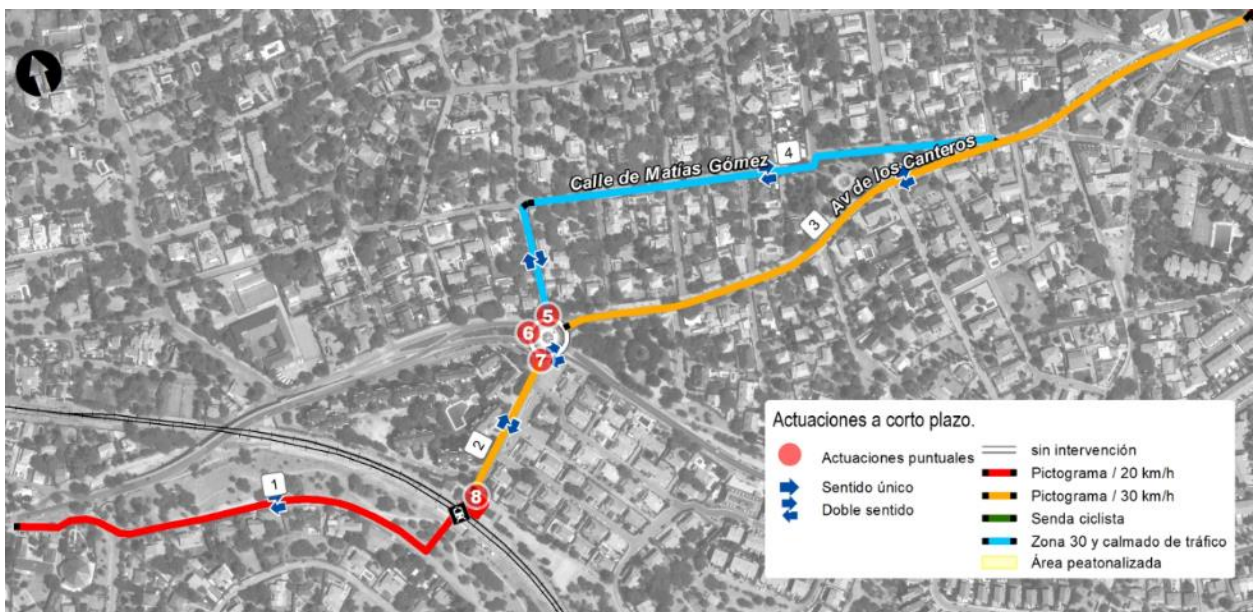 4
Calle de Matías Gómez
Av de los Canteros
3
5
6
7
2
8
1
Actuaciones a corto plazo.
Actuaciones puntuales
Sentido único
Doble sentido
sin intervención
Pictograma / 20 km/h
Pictograma / 30 km/h
Senda ciclista
Zona 30 y calmado de tráfico
Área peatonalizada